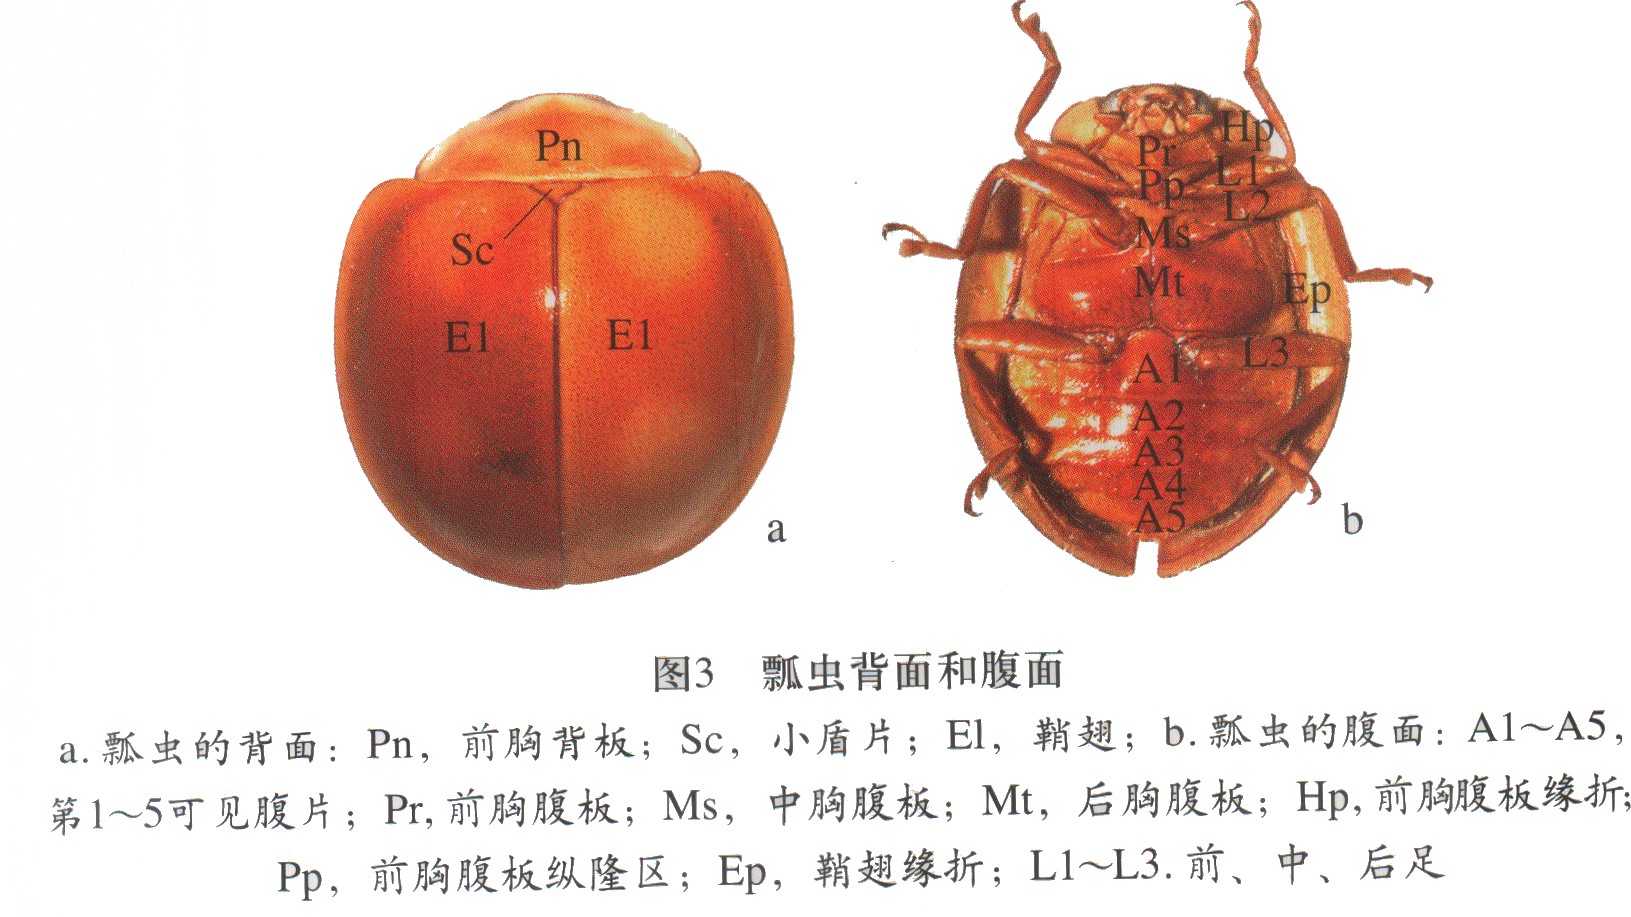 Pn
Sc
E1 E1
a
Hp
Pr
L1
Pp
L2
Ms
Mt
Ep
L3
A1
A2
A3
A4
A5
b
图3 瓢虫背面和腹面
a. 瓢虫的背面：Pn，前胸背板；Sc，小盾片；El，鞘翅；b. 瓢虫的腹面：A1～A5，
第1～5可见腹片；Pr, 前胸腹板；Ms，中胸腹板；Mt，后胸腹板；Hp, 前胸腹板缘折；
Pp，前胸腹板纵隆区；Ep，鞘翅缘折；L1～L3. 前、中、后足